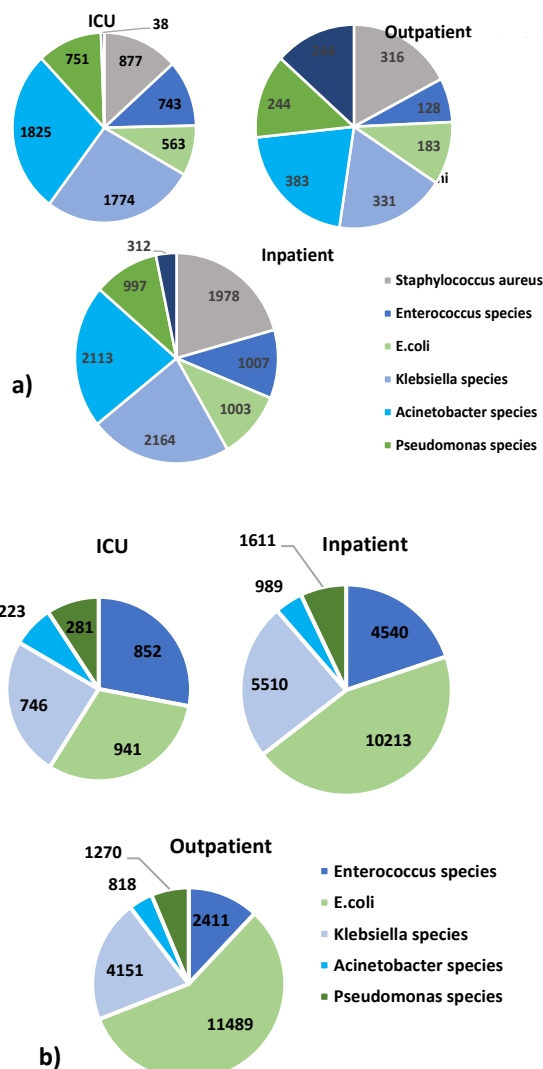 ICU
38
877
743
563
1774
1825
751
Outpatient
316
128
183
331
383
244
ni
Inpatient
312
1978
1007
1003
2164
2113
997
Staphylococcus aureus
Enterococcus species
E.coli
Klebsiella species
Acinetobacter species
Pseudomonas species
a)
ICU
223
281
852
746
941
Inpatient
1611
989
4540
5510
10213
Outpatient
1270
818
2411
4151
11489
Enterococcus species
E.coli
Klebsiella species
Acinetobacter species
Pseudomonas species
b)